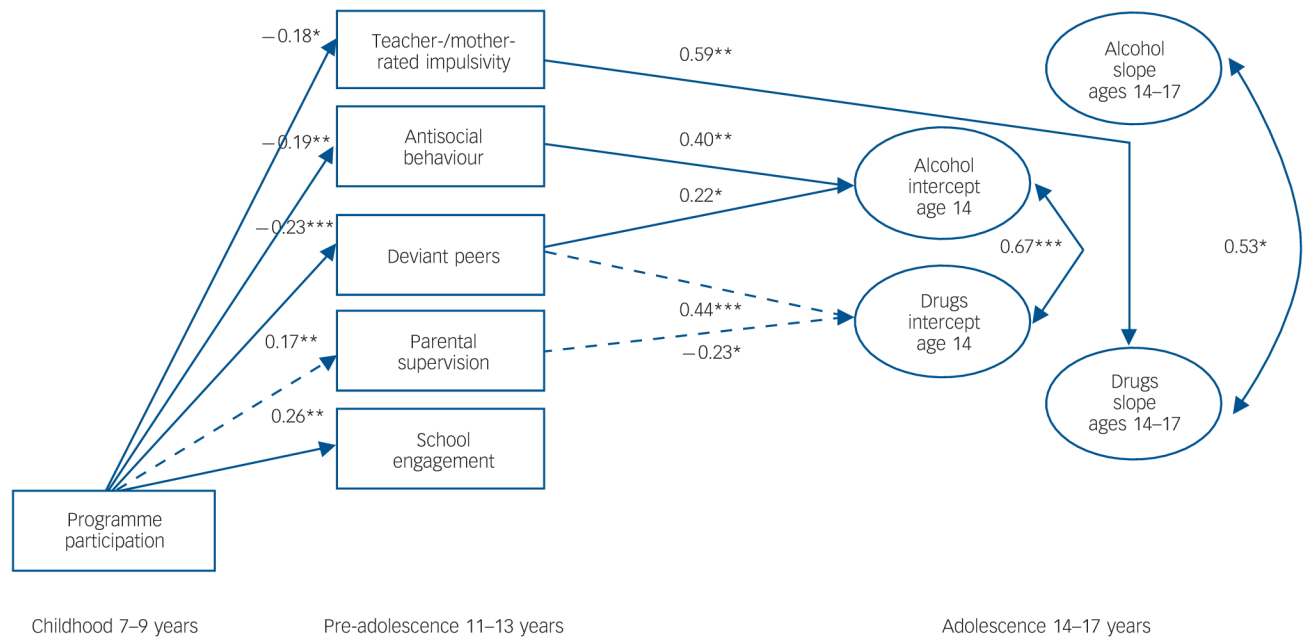 −0.18*
Teacher-/mother-
rated impulsivity
0.59**
Alcohol
slope
ages 14–17
−0.19**
Antisocial
behaviour
0.40**
Alcohol
intercept
age 14
0.22*
−0.23***
Deviant peers
0.67***
0.53*
0.44***
Drugs
intercept
age 14
0.17**
Parental
supervision
−0.23*
Drugs
slope
ages 14–17
0.26**
School
engagement
Programme
participation
Childhood 7–9 years
Pre-adolescence 11–13 years
Adolescence 14–17 years